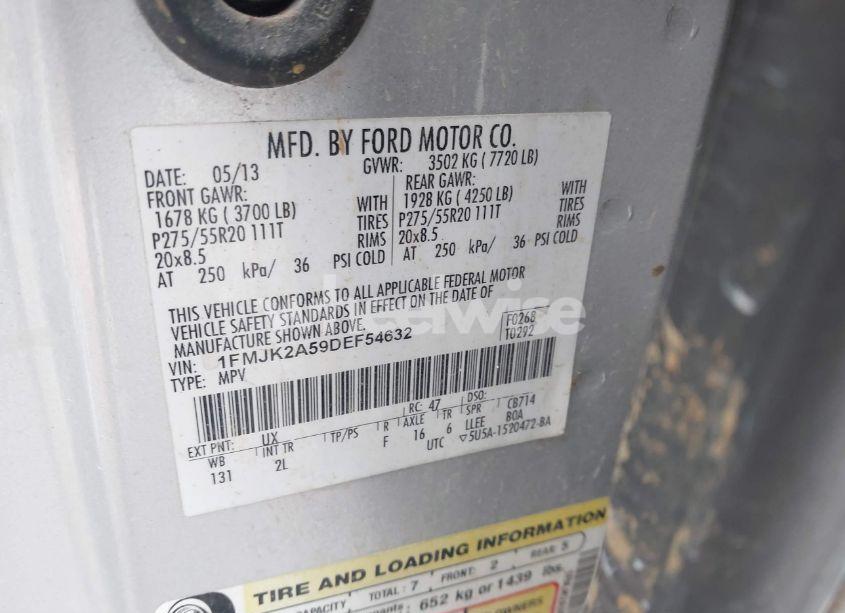 MFD. BY FORD MOTOR CO.
DATE: 05/13 GVWR: 3502 KG ( 7720 LB)
FRONT GAWR: REAR GAWR:
1678 KG ( 3700 LB) WITH 1928 KG ( 4250 LB) WITH
P275/55R20 111T TIRES P275/55R20 111T TIRES
20x8.5 RIMS 20x8.5 RIMS
AT 250 kPa/ 36 PSI COLD AT 250 kPa/ 36 PSI COLD
THIS VEHICLE CONFORMS TO ALL APPLICABLE FEDERAL MOTOR
VEHICLE SAFETY STANDARDS IN EFFECT ON THE DATE OF
MANUFACTURE SHOWN ABOVE.
VIN: 1FMJK2A59DEF54632 F0268
TYPE: MPV T0292
EXT PNT: UX RC: 47 DSO:
WB INT TR TP/PS R AXLE TR SPR CB714
131 2L F 16 6 LLEE BOA
UTC 5U5A-1520472-BA
TIRE AND LOADING INFORMATION
CAPACITY TOTAL: 7 FRONT: 2 REAR: 5
652 kg or 1439 lbs.
OWNERS